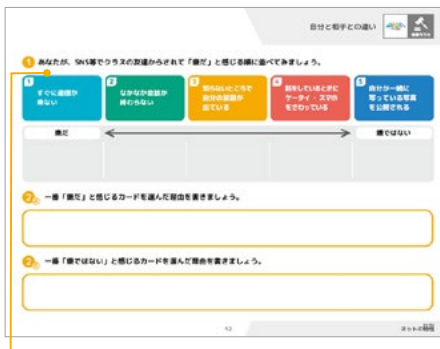 自分と相手との違い
1 あなたが、SNS等でクラスの友達からされて「嫌だ」と感じる順に並べてみましょう。
1
すぐに返信が
来ない
2
なかなか会話が
終わらない
3
知らないところで
自分の話題が
出ている
4
話をしているときに
ケータイ・スマホ
をさわっている
5
自分が一緒に
写っている写真
を公開される
嫌だ
嫌ではない
2 一番「嫌だ」と感じるカードを選んだ理由を書きましょう。
2 一番「嫌ではない」と感じるカードを選んだ理由を書きましょう。